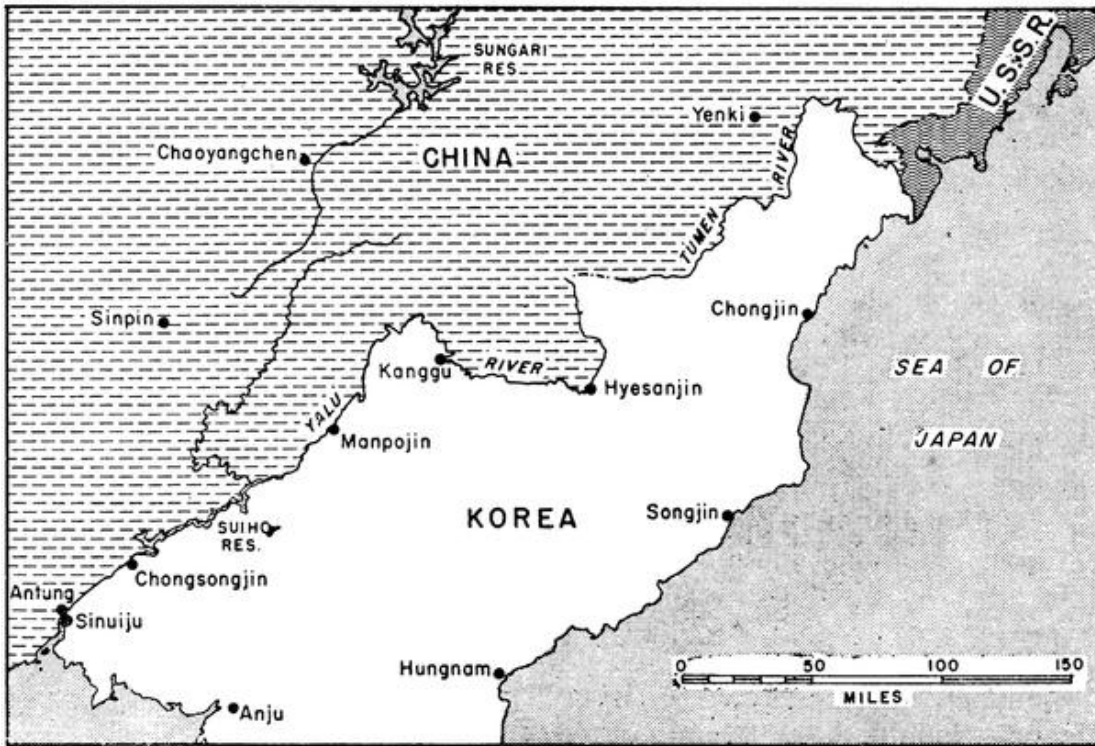 SUNGARI
RES.
U.S.S.R.
Yenki
Chaoyangchen
CHINA
TUMEN
RIVER
Sinpin
Chongjin
Kanggu
RIVER
Hyesanjin
SEA OF
JAPAN
YALU
Manpojin
KOREA
Songjin
SUIHO
RES.
Chongsongjin
Antung
Sinuiju
Hungnam
0 50 100 150
MILES
Anju